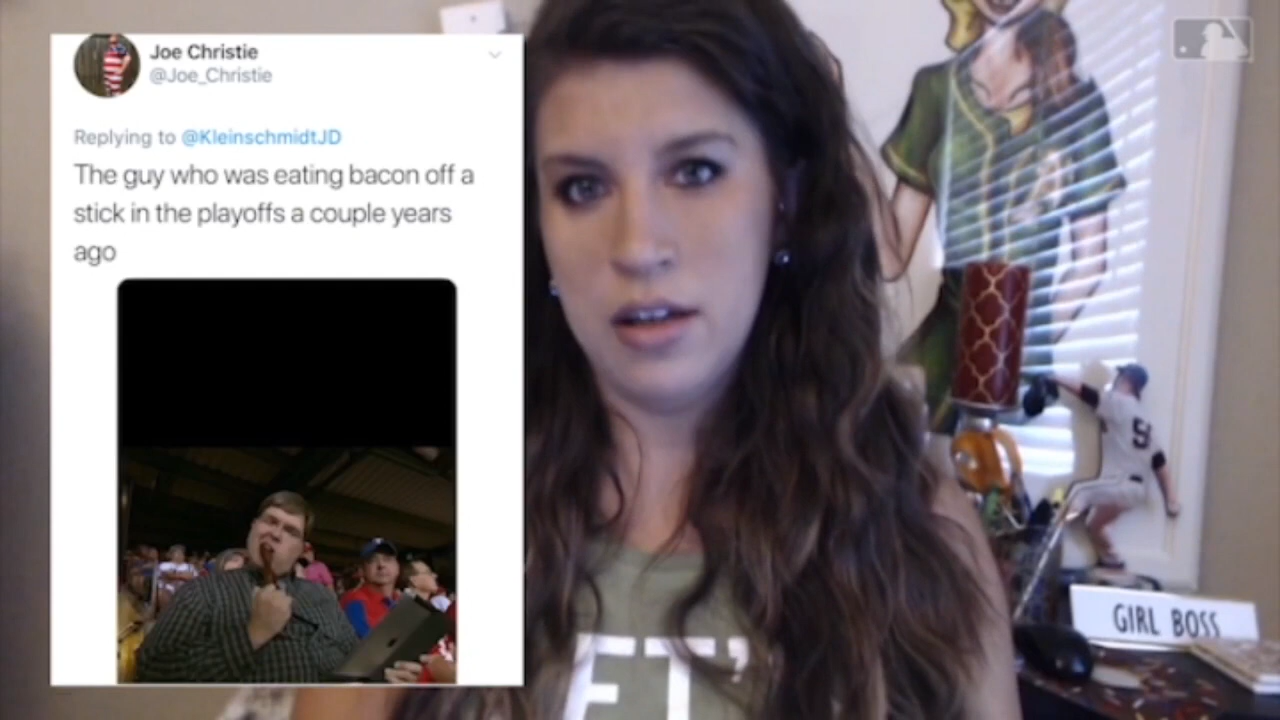 Joe Christie
@Joe_Christie
Replying to @KleinschmidtJD
The guy who was eating bacon off a
stick in the playoffs a couple years
ago
GIRL BOSS